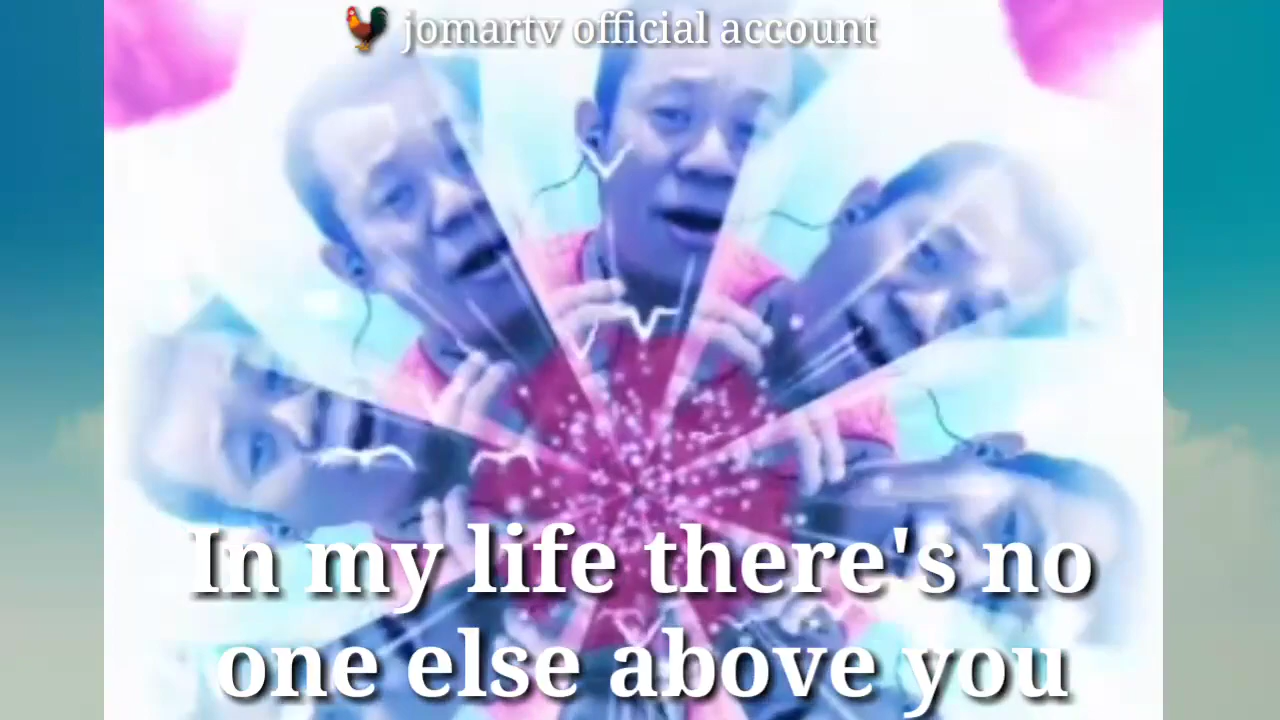 🐓 jomartv official account
In my life there's no
one else above you